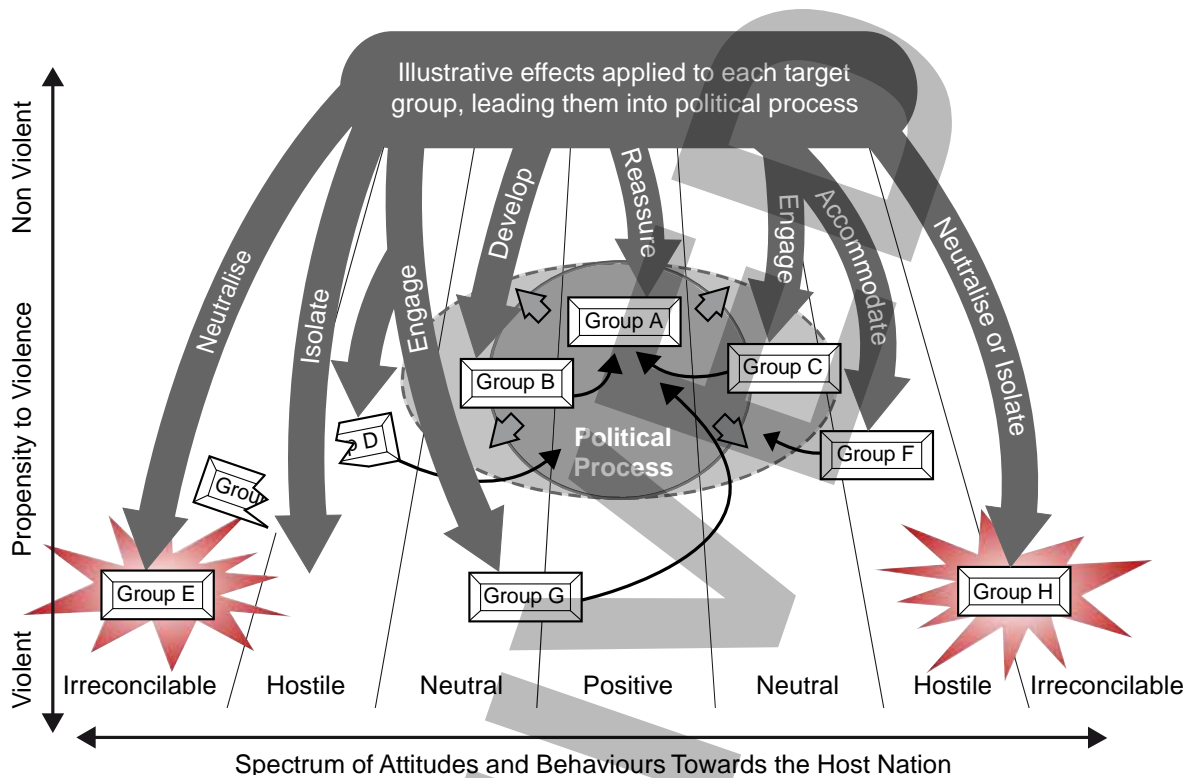 Illustrative effects applied to each target
group, leading them into political process
Non Violent
Propensity to Violence
Violent
Neutralise
Isolate
Engage
Develop
Reassure
Engage
Accommodate
Neutralise or Isolate
Group A
Group B
Group C
D
Grou
Group F
Political
Process
Group E
Group G
Group H
Irreconcilable
Hostile
Neutral
Positive
Neutral
Hostile
Irreconcilable
Spectrum of Attitudes and Behaviours Towards the Host Nation